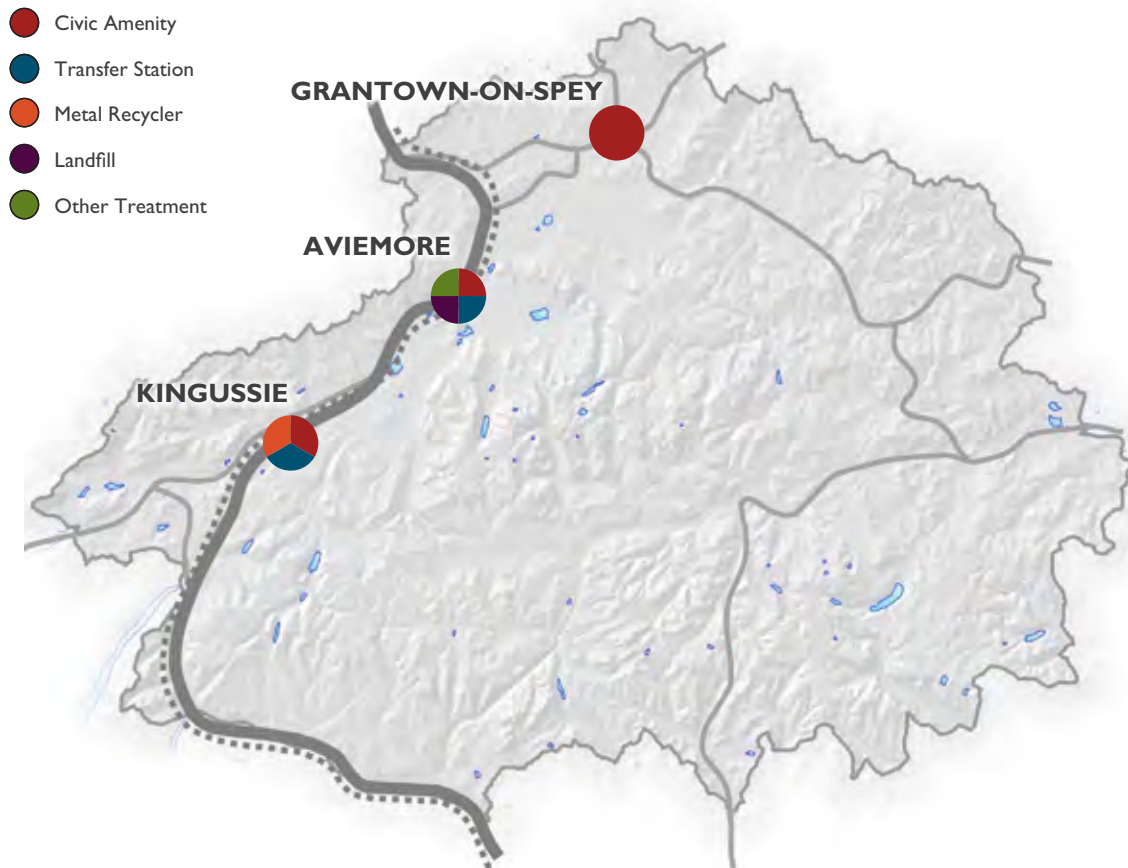 Civic Amenity
Transfer Station
Metal Recycler
Landfill
Other Treatment
GRANTOWN-ON-SPEY
AVIEMORE
KINGUSSIE